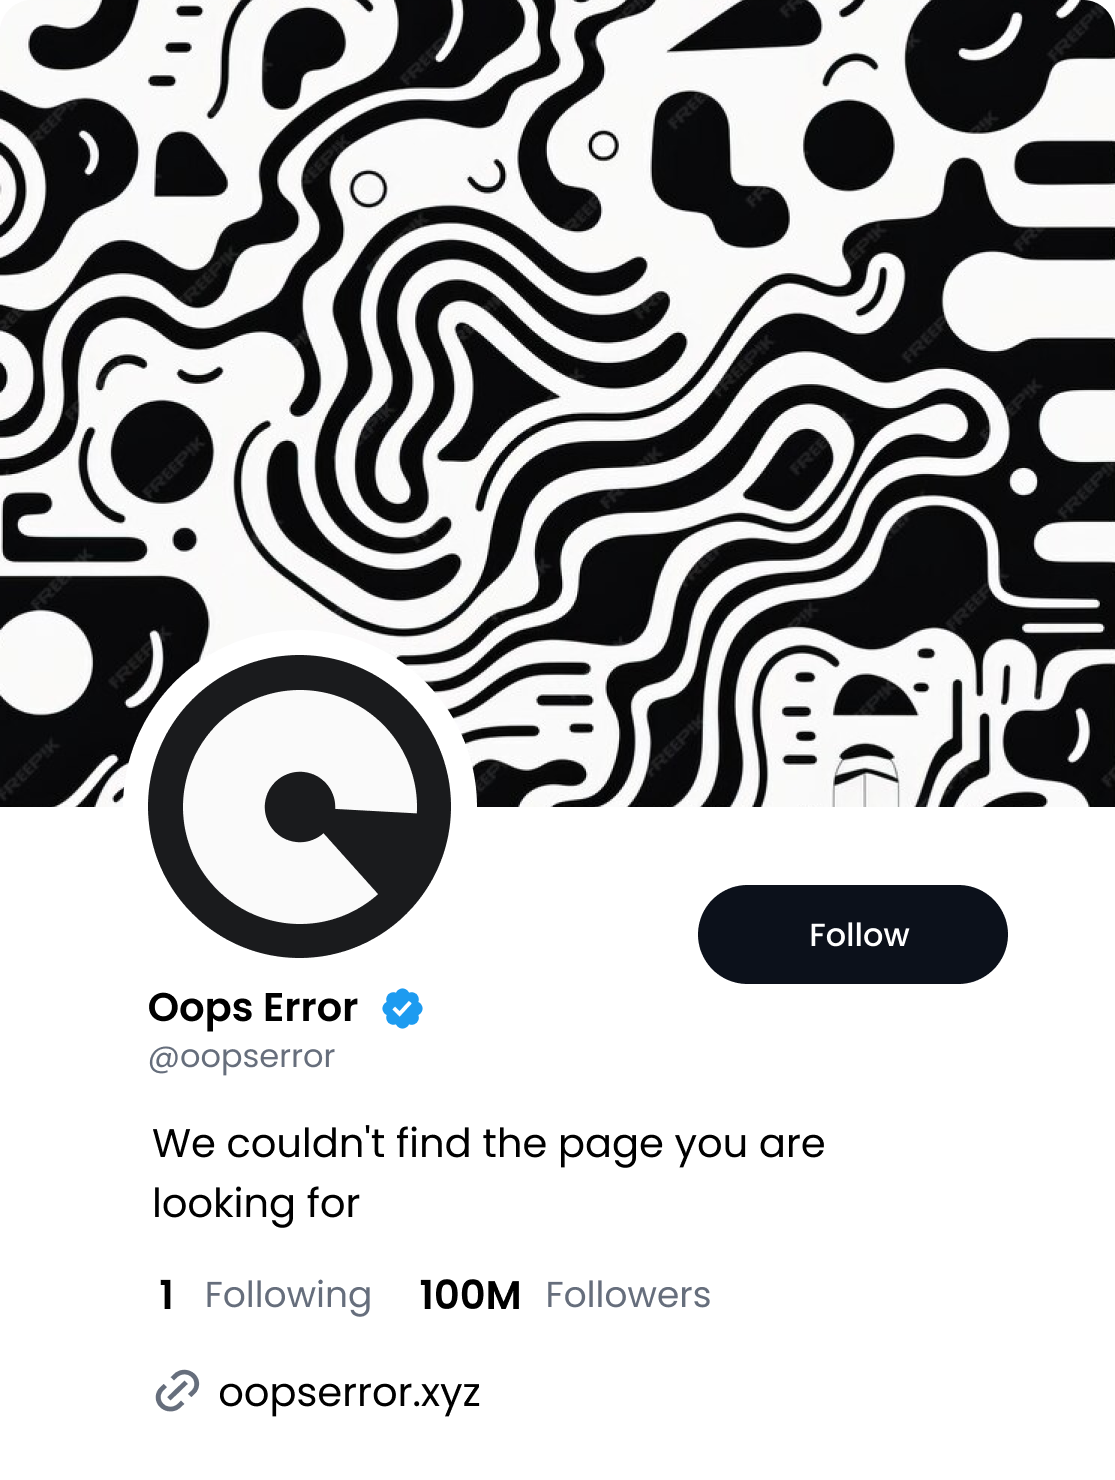 FREEPIK
Follow
Oops Error
@oopserror
We couldn't find the page you are
looking for
1 Following 100M Followers
oopserror.xyz